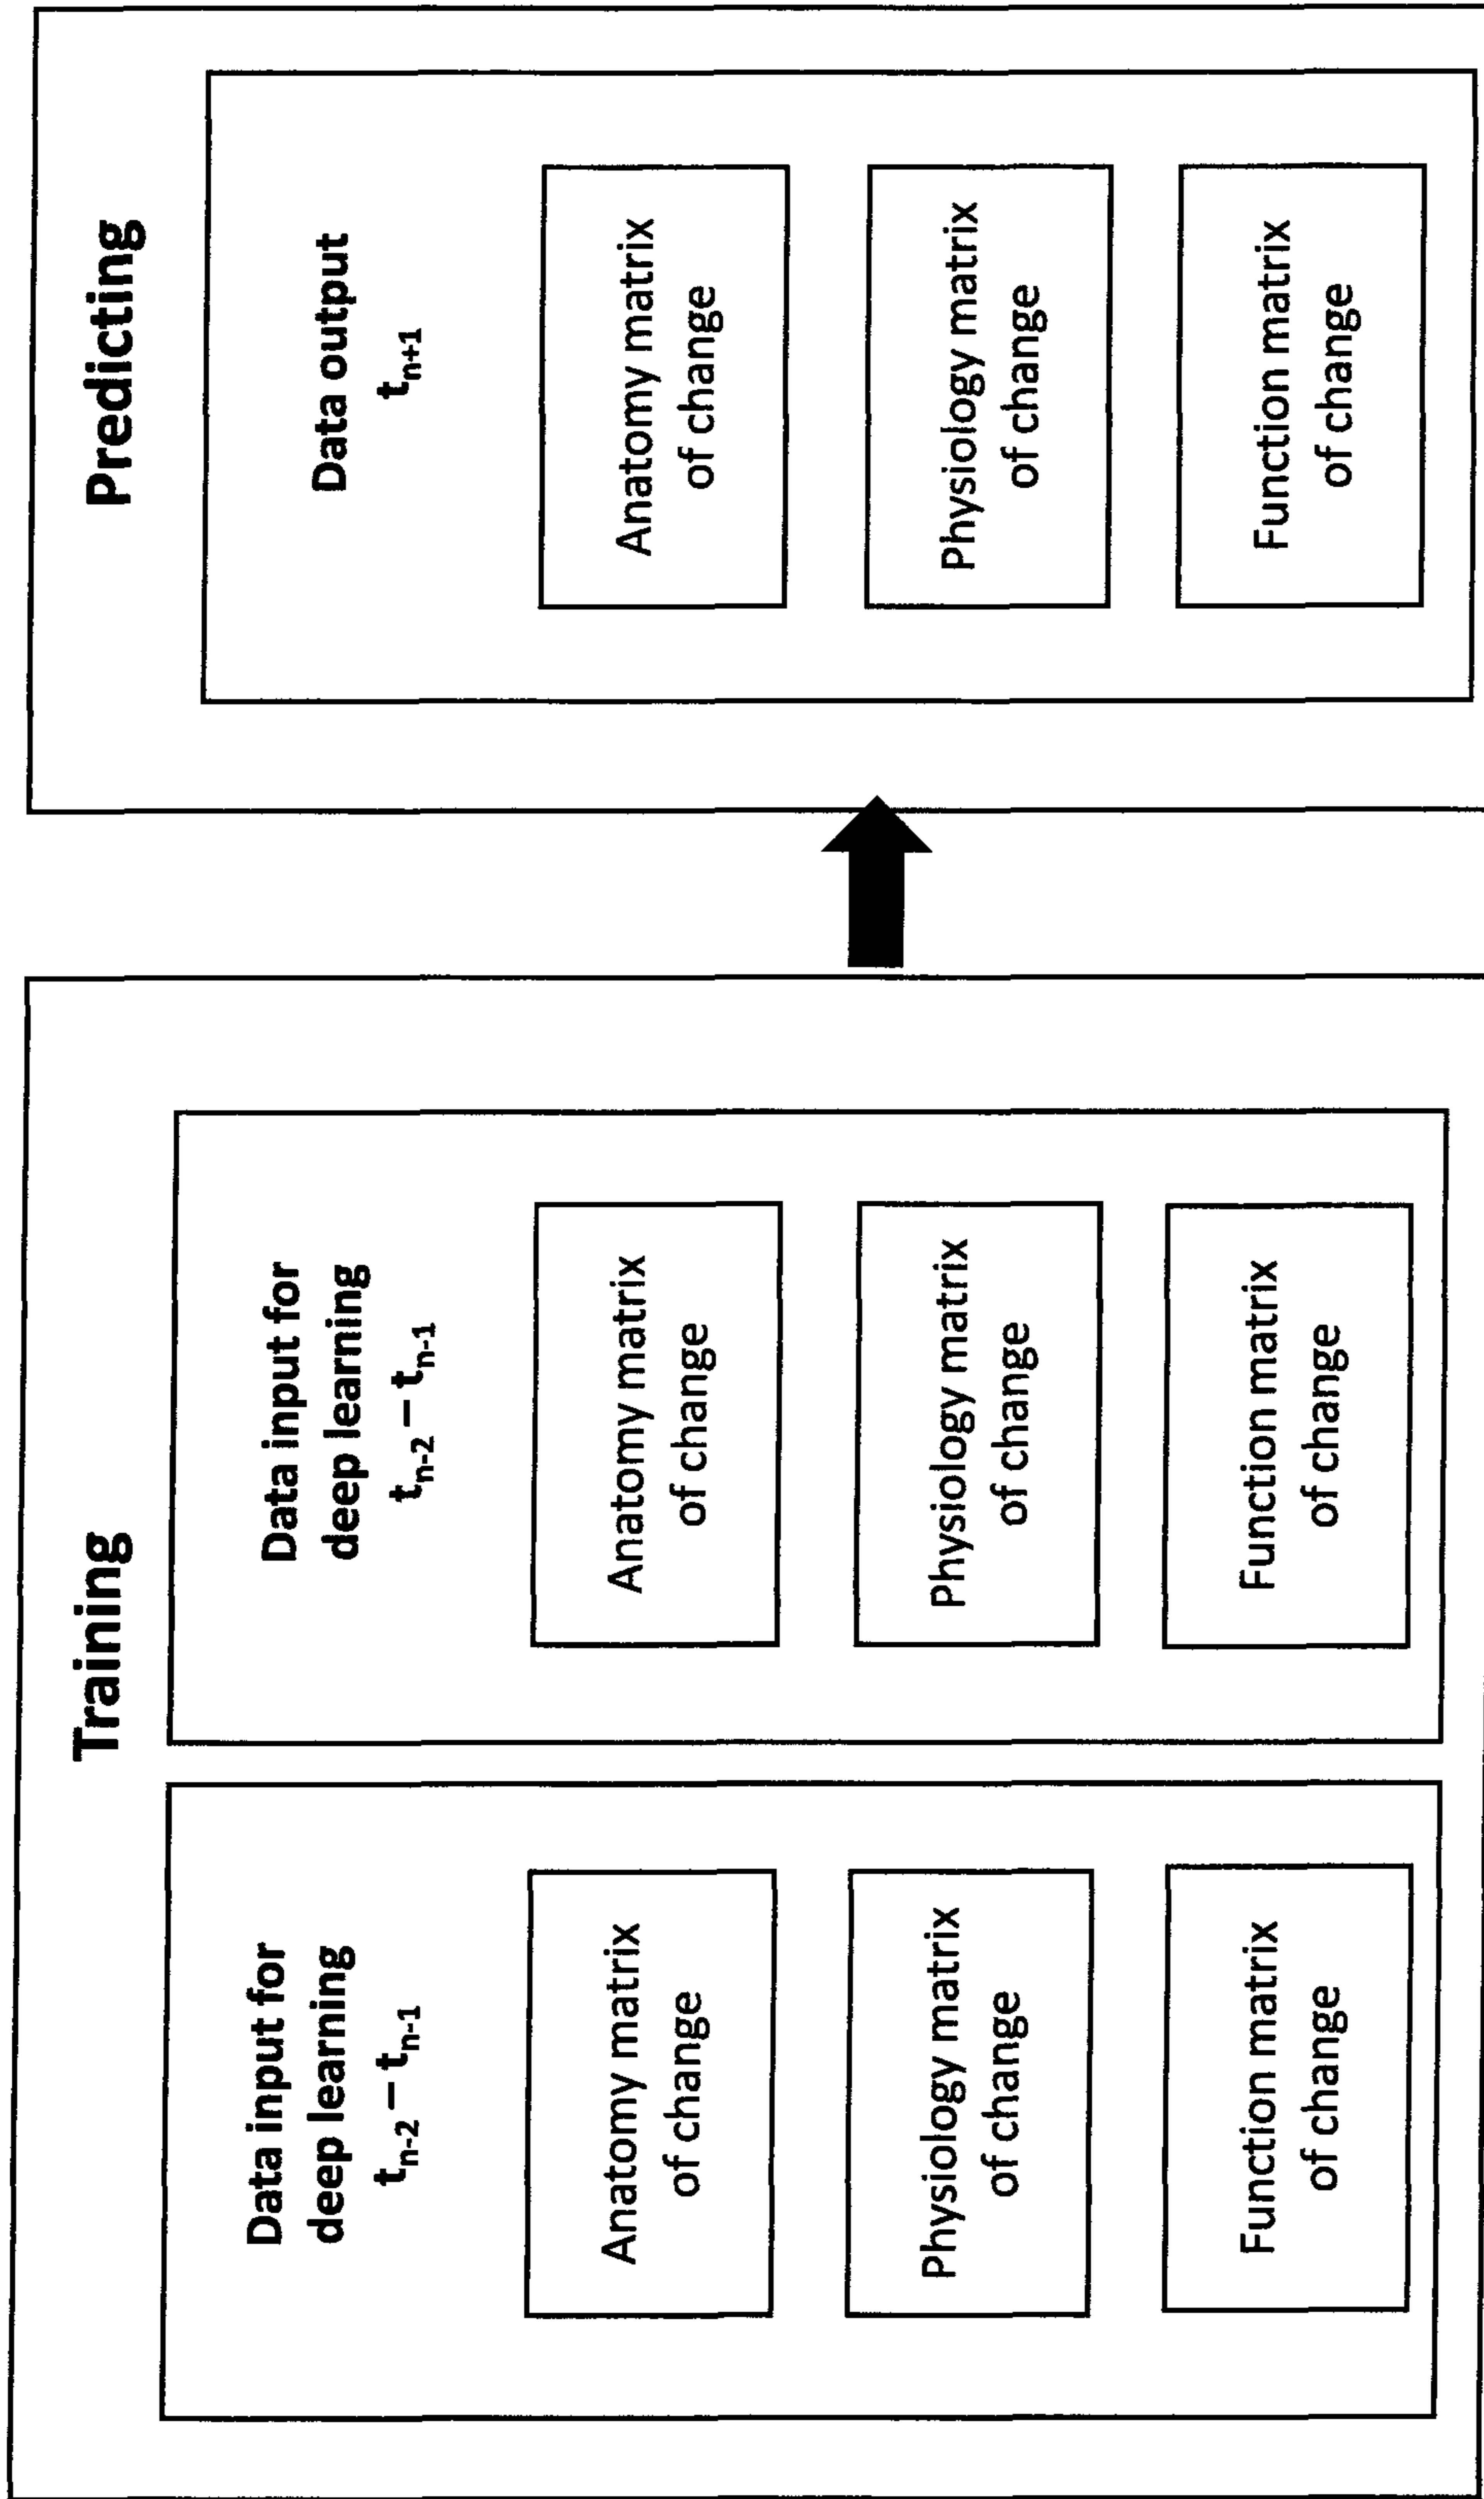 Training
Data input for
deep learning
tn-2 – tn-1
Anatomy matrix
of change
Physiology matrix
of change
Function matrix
of change
Data input for
deep learning
tn-2 – tn-1
Anatomy matrix
of change
Physiology matrix
of change
Function matrix
of change
Predicting
Data output
tn+1
Anatomy matrix
of change
Physiology matrix
of change
Function matrix
of change